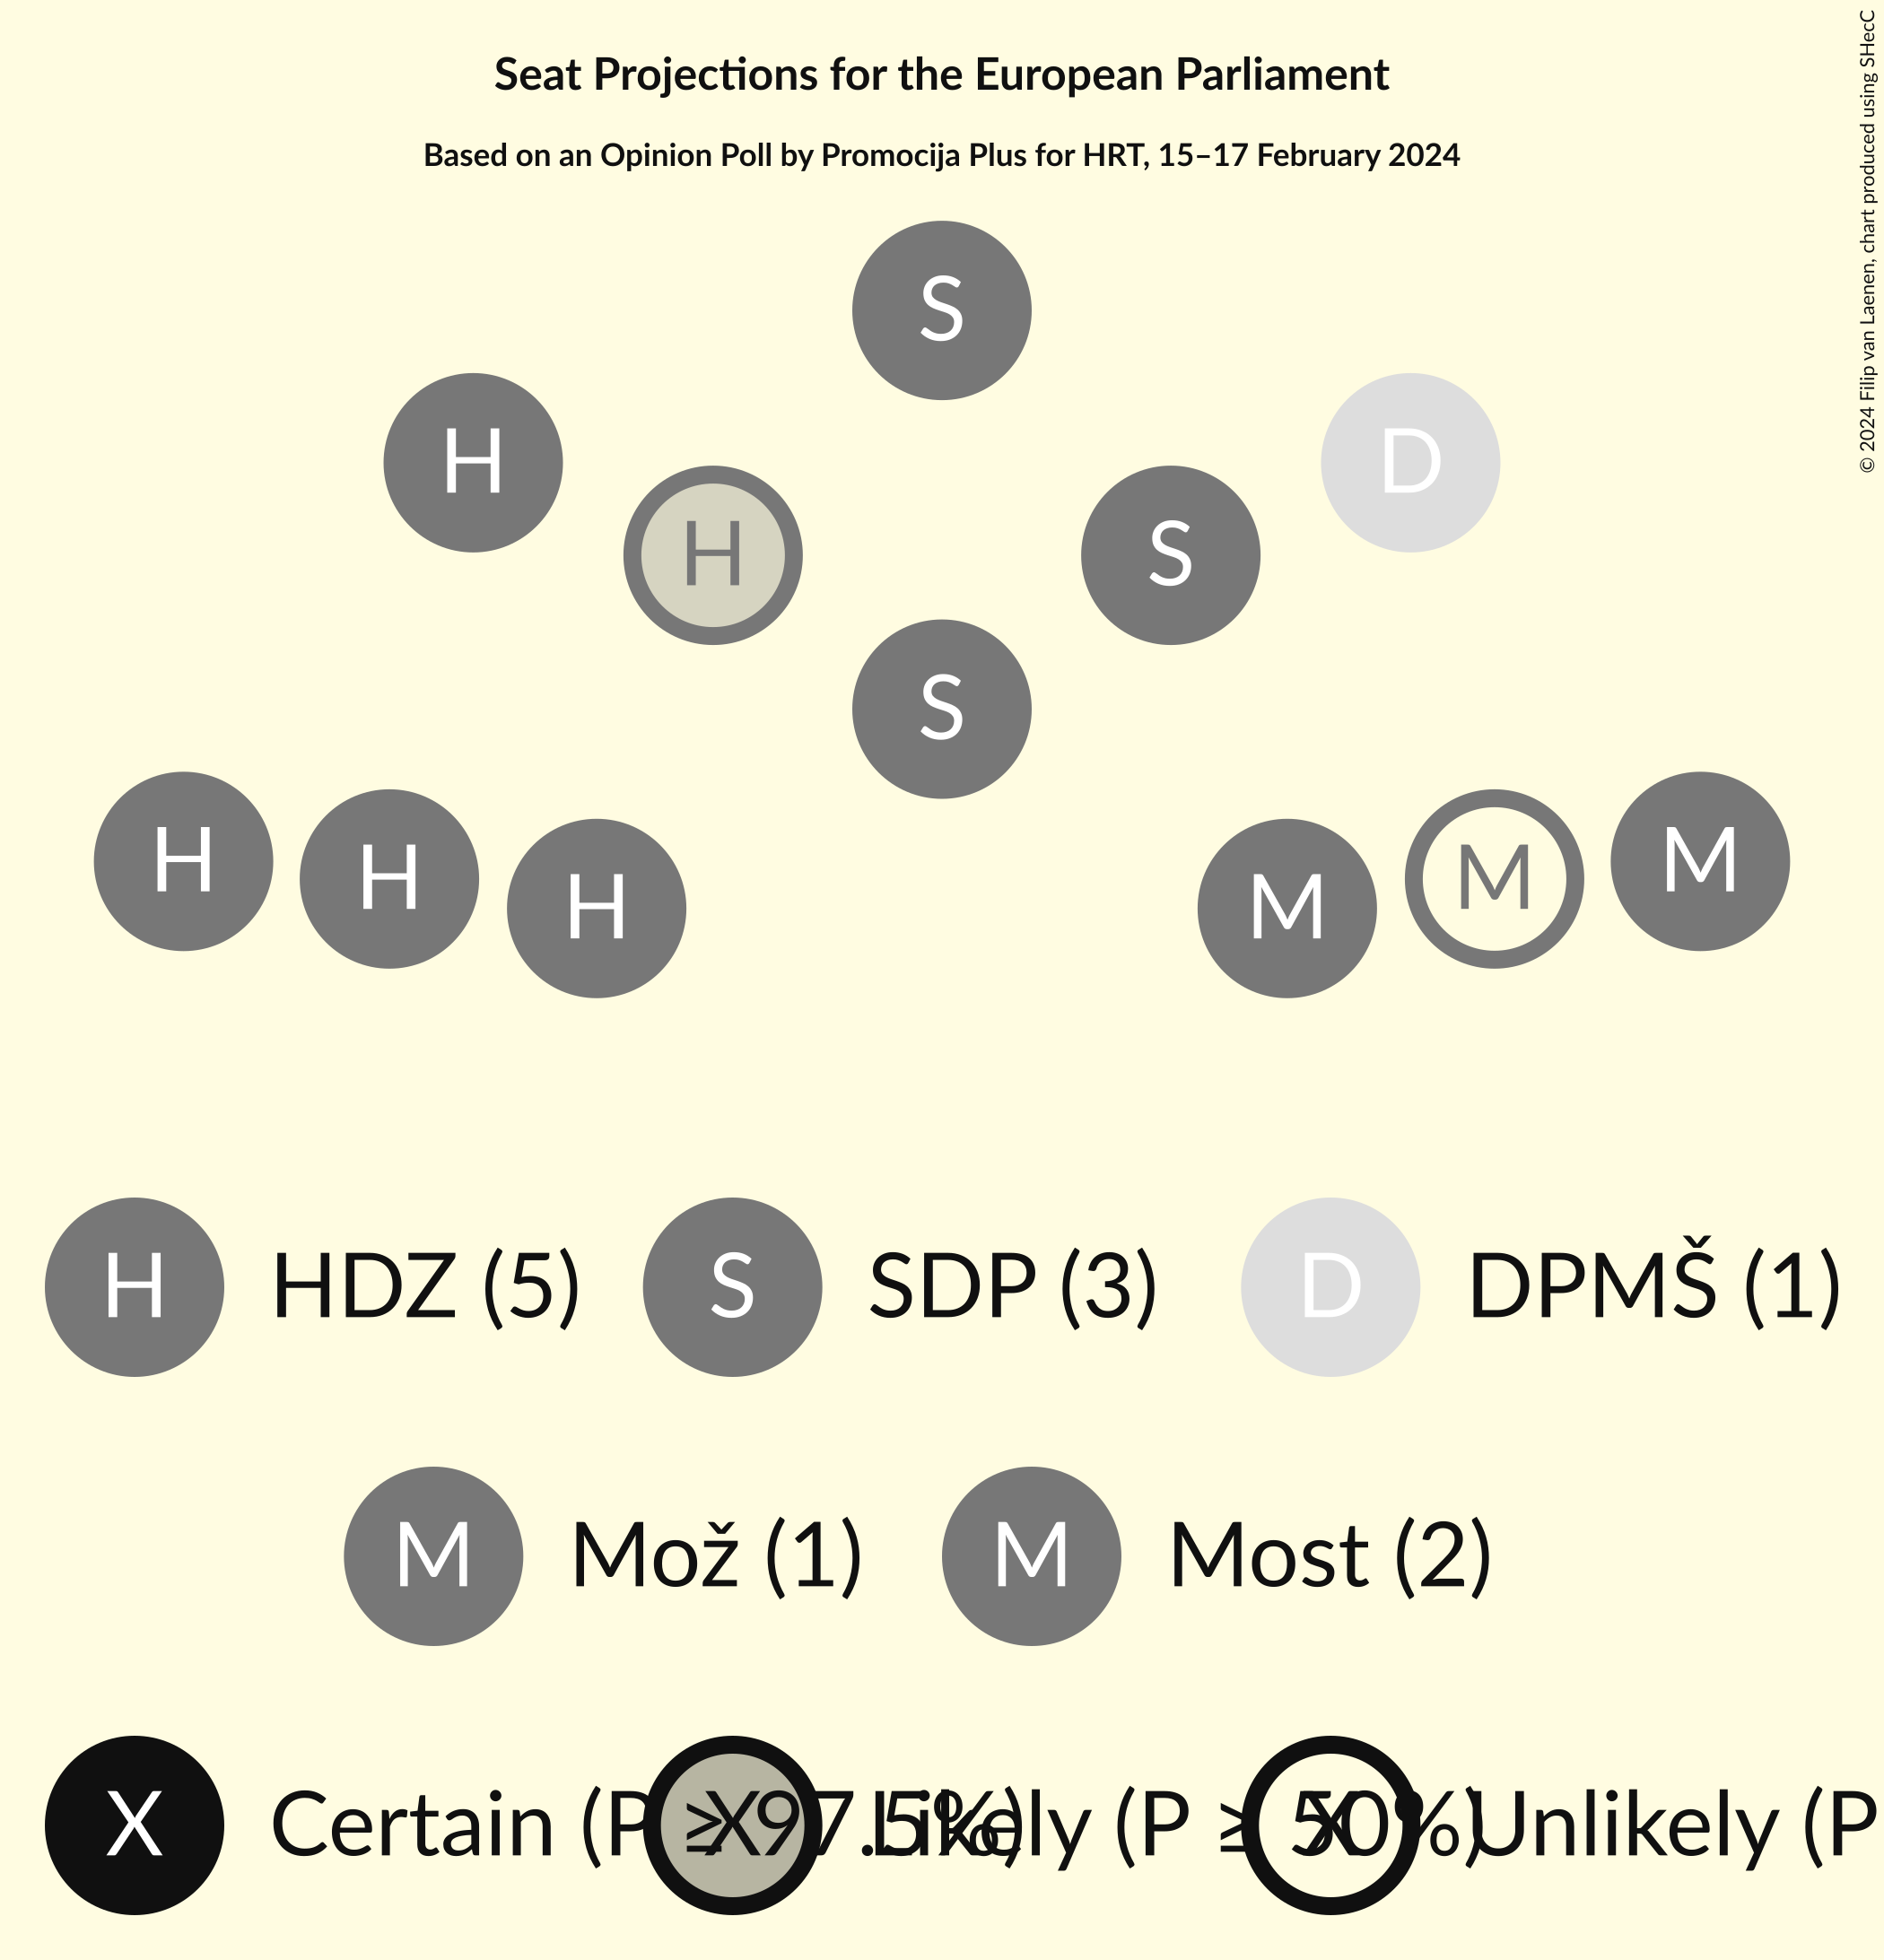 Seat Projections for the European Parliament
Based on an Opinion Poll by Promocija Plus for HRT, 15–17 February 2024
© 2024 Filip van Laenen, chart produced using SHecC
S
H
D
H
S
S
H
H
H
M
M
M
H HDZ (5) S SDP (3) D DPMŠ (1)
M Mož (1) M Most (2)
X Certain (P ≥ 97.5%) X Likely (P ≥ 50%) X Unlikely (P